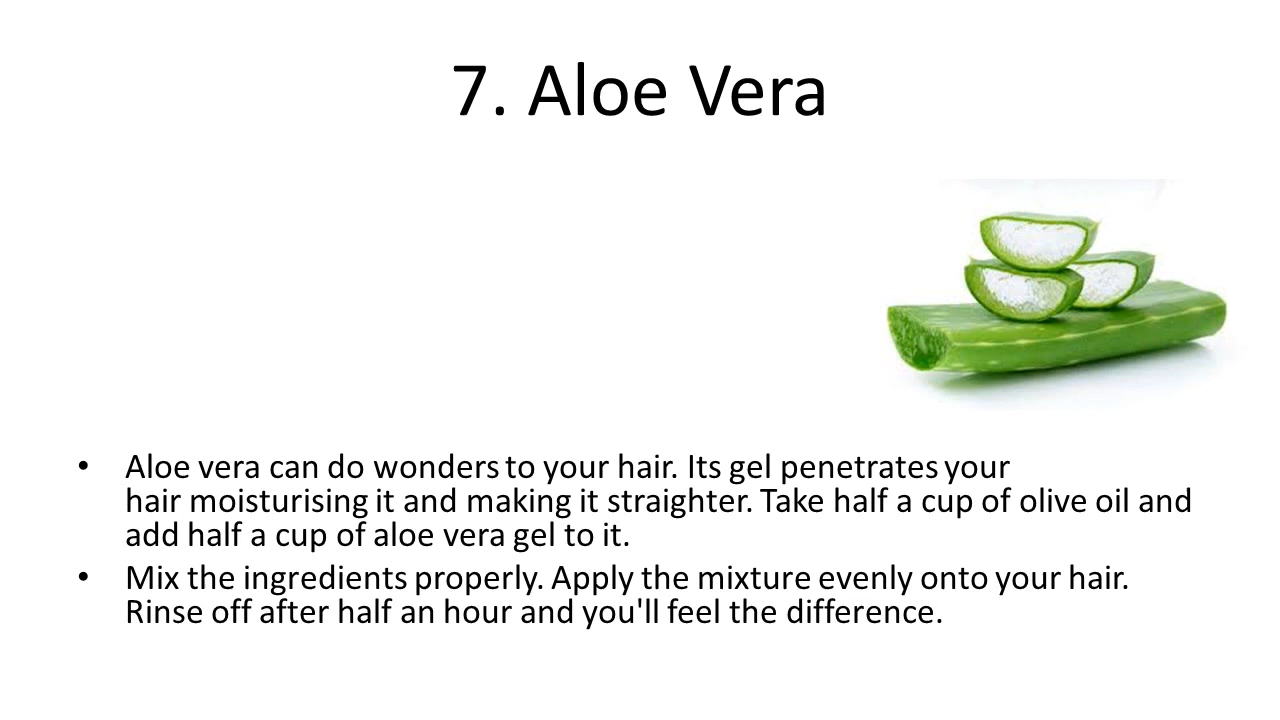 7. Aloe Vera
• Aloe vera can do wonders to your hair. Its gel penetrates your
hair moisturising it and making it straighter. Take half a cup of olive oil and
add half a cup of aloe vera gel to it.
• Mix the ingredients properly. Apply the mixture evenly onto your hair.
Rinse off after half an hour and you'll feel the difference.